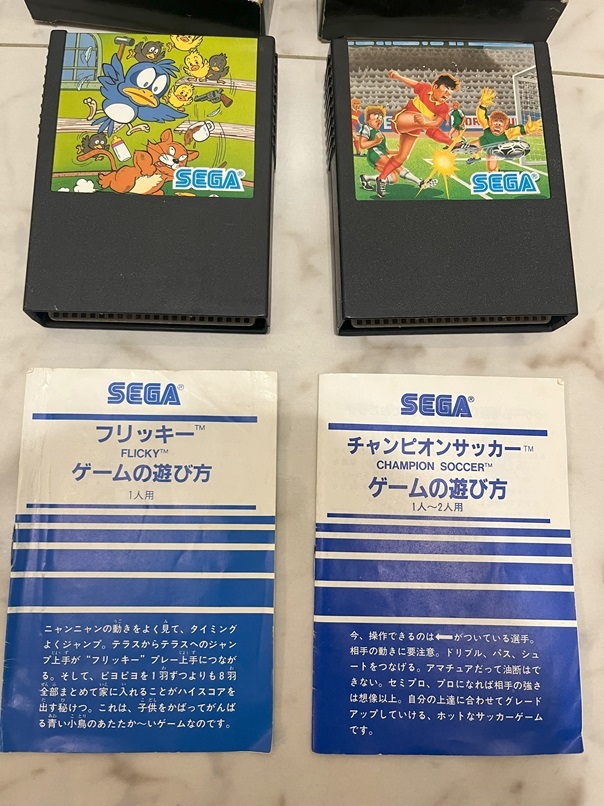 SEGA®
SEGA®
SEGA®
フリッキー™
FLICKY™
ゲームの遊び方
1人用
ニャンニャンの動きをよく見て、タイミング
よくジャンプ。テラスからテラスへのジャン
プ上手が"フリッキー"プレー上手につなが
る。そして、ピヨピヨを1羽ずつよりも8羽
全部まとめて家に入れることがハイスコアを
出す秘けつ。これは、子供をかばってがんば
る青い小鳥のあたたか〜いゲームなのです。
SEGA®
チャンピオンサッカー™
CHAMPION SOCCER™
ゲームの遊び方
1人〜2人用
今、操作できるのは⬅がついている選手。
相手の動きに要注意。ドリブル、パス、シュ
ートをつなげる。アマチュアだって油断はで
きない。セミプロ、プロになれば相手の強さ
は想像以上。自分の上達に合わせてグレード
アップしていける、ホットなサッカーゲーム
です。